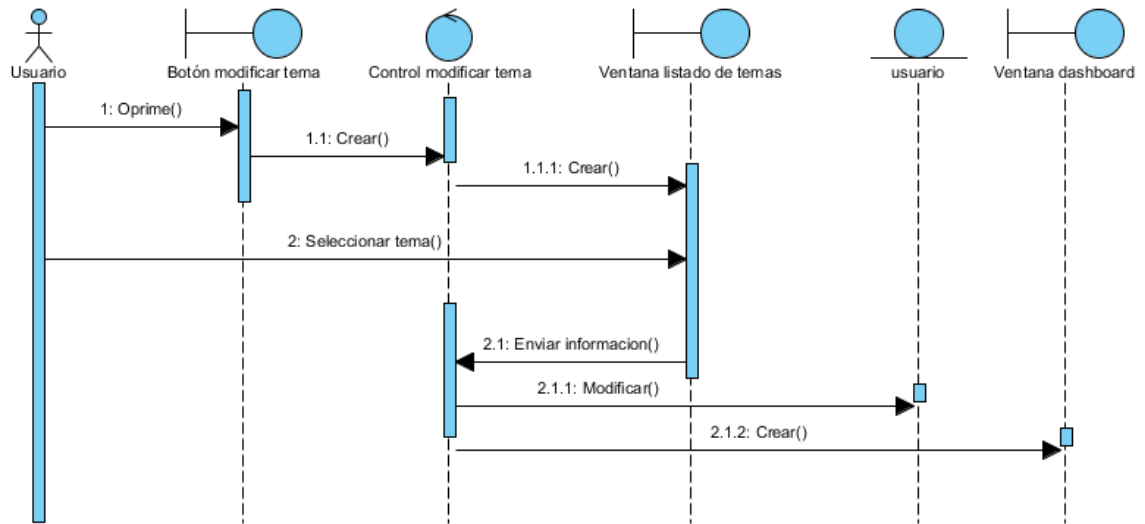 Usuario
Botón modificar tema
Control modificar tema
Ventana listado de temas
usuario
Ventana dashboard
1: Oprime()
1.1: Crear()
1.1.1: Crear()
2: Seleccionar tema()
2.1: Enviar informacion()
2.1.1: Modificar()
2.1.2: Crear()